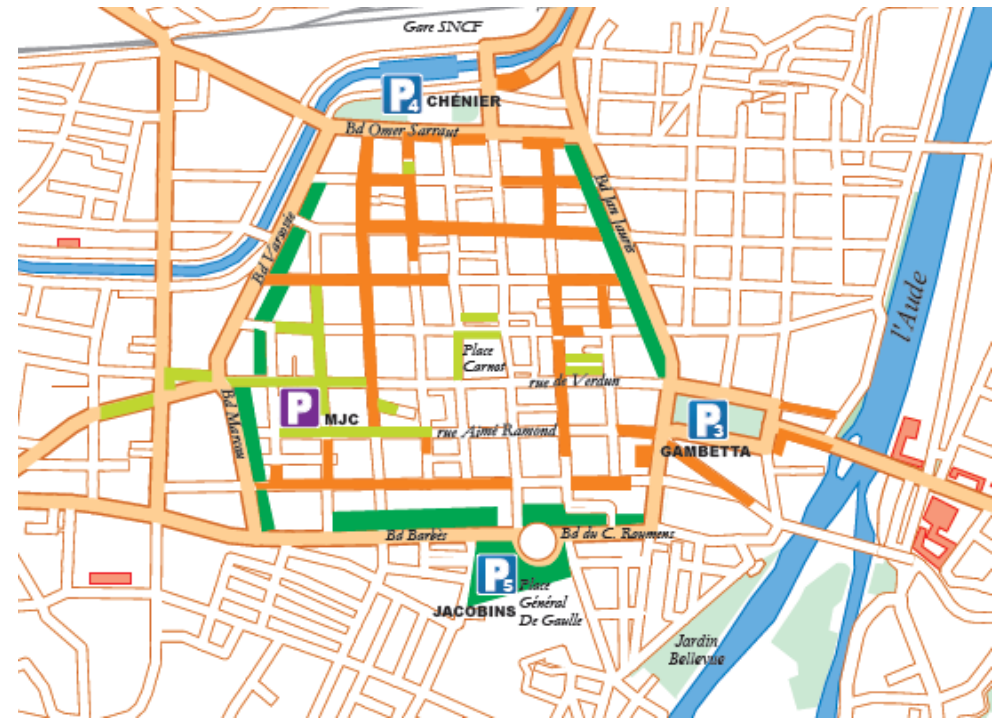 Gare SNCF
P4 CHÉNIER
Bd Omer Sarraut
Bd Jan Jaurès
Bd Varsovie
l'Aude
Place
Carnot
rue de Verdun
P MJC
Bd Marcou
rue Aimé Ramond
P3
GAMBETTA
Bd Barbès
Bd du C. Roumens
P5
JACOBINS
Place
Général
De Gaulle
Jardin
Bellevue